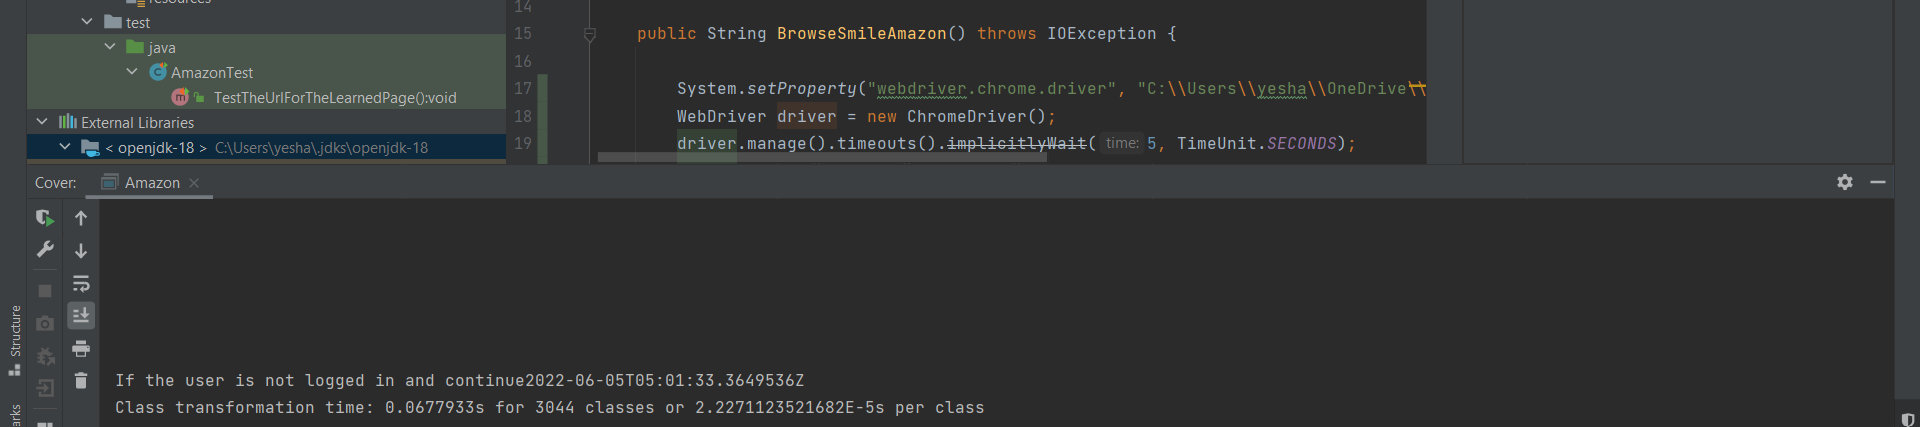 resources
test
java
AmazonTest
TestTheUrlForTheLearnedPage():void
External Libraries
< openjdk-18 > C:\Users\yesha\.jdks\openjdk-18
14
15 public String BrowseSmileAmazon() throws IOException {
16
17 System.setProperty("webdriver.chrome.driver", "C:\\Users\\yesha\\OneDrive\\
18 WebDriver driver = new ChromeDriver();
19 driver.manage().timeouts().implicitlyWait( time: 5, TimeUnit.SECONDS);
Cover: Amazon
Structure
If the user is not logged in and continue2022-06-05T05:01:33.3649536Z
Class transformation time: 0.0677933s for 3044 classes or 2.2271123521682E-5s per class